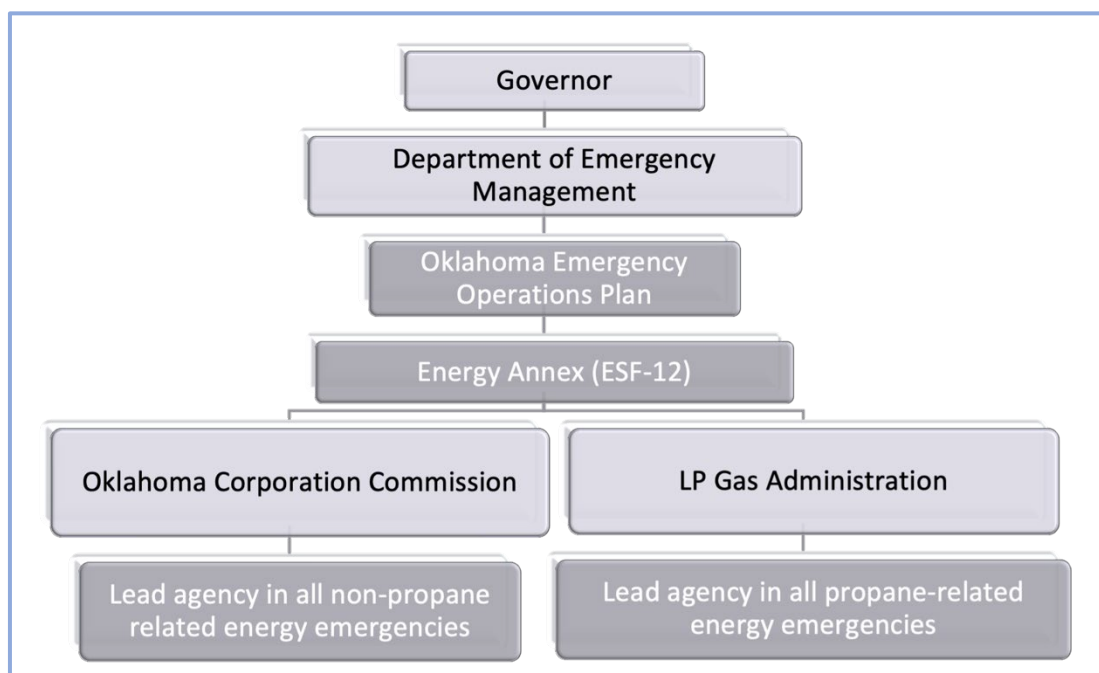 Governor
Department of Emergency
Management
Oklahoma Emergency
Operations Plan
Energy Annex (ESF-12)
Oklahoma Corporation Commission
LP Gas Administration
Lead agency in all non-propane
related energy emergencies
Lead agency in all propane-related
energy emergencies